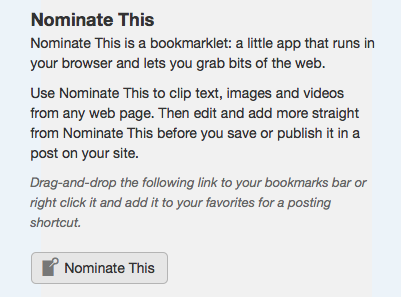 Nominate This
Nominate This is a bookmarklet: a little app that runs in
your browser and lets you grab bits of the web.
Use Nominate This to clip text, images and videos
from any web page. Then edit and add more straight
from Nominate This before you save or publish it in a
post on your site.
Drag-and-drop the following link to your bookmarks bar or
right click it and add it to your favorites for a posting
shortcut.
Nominate This